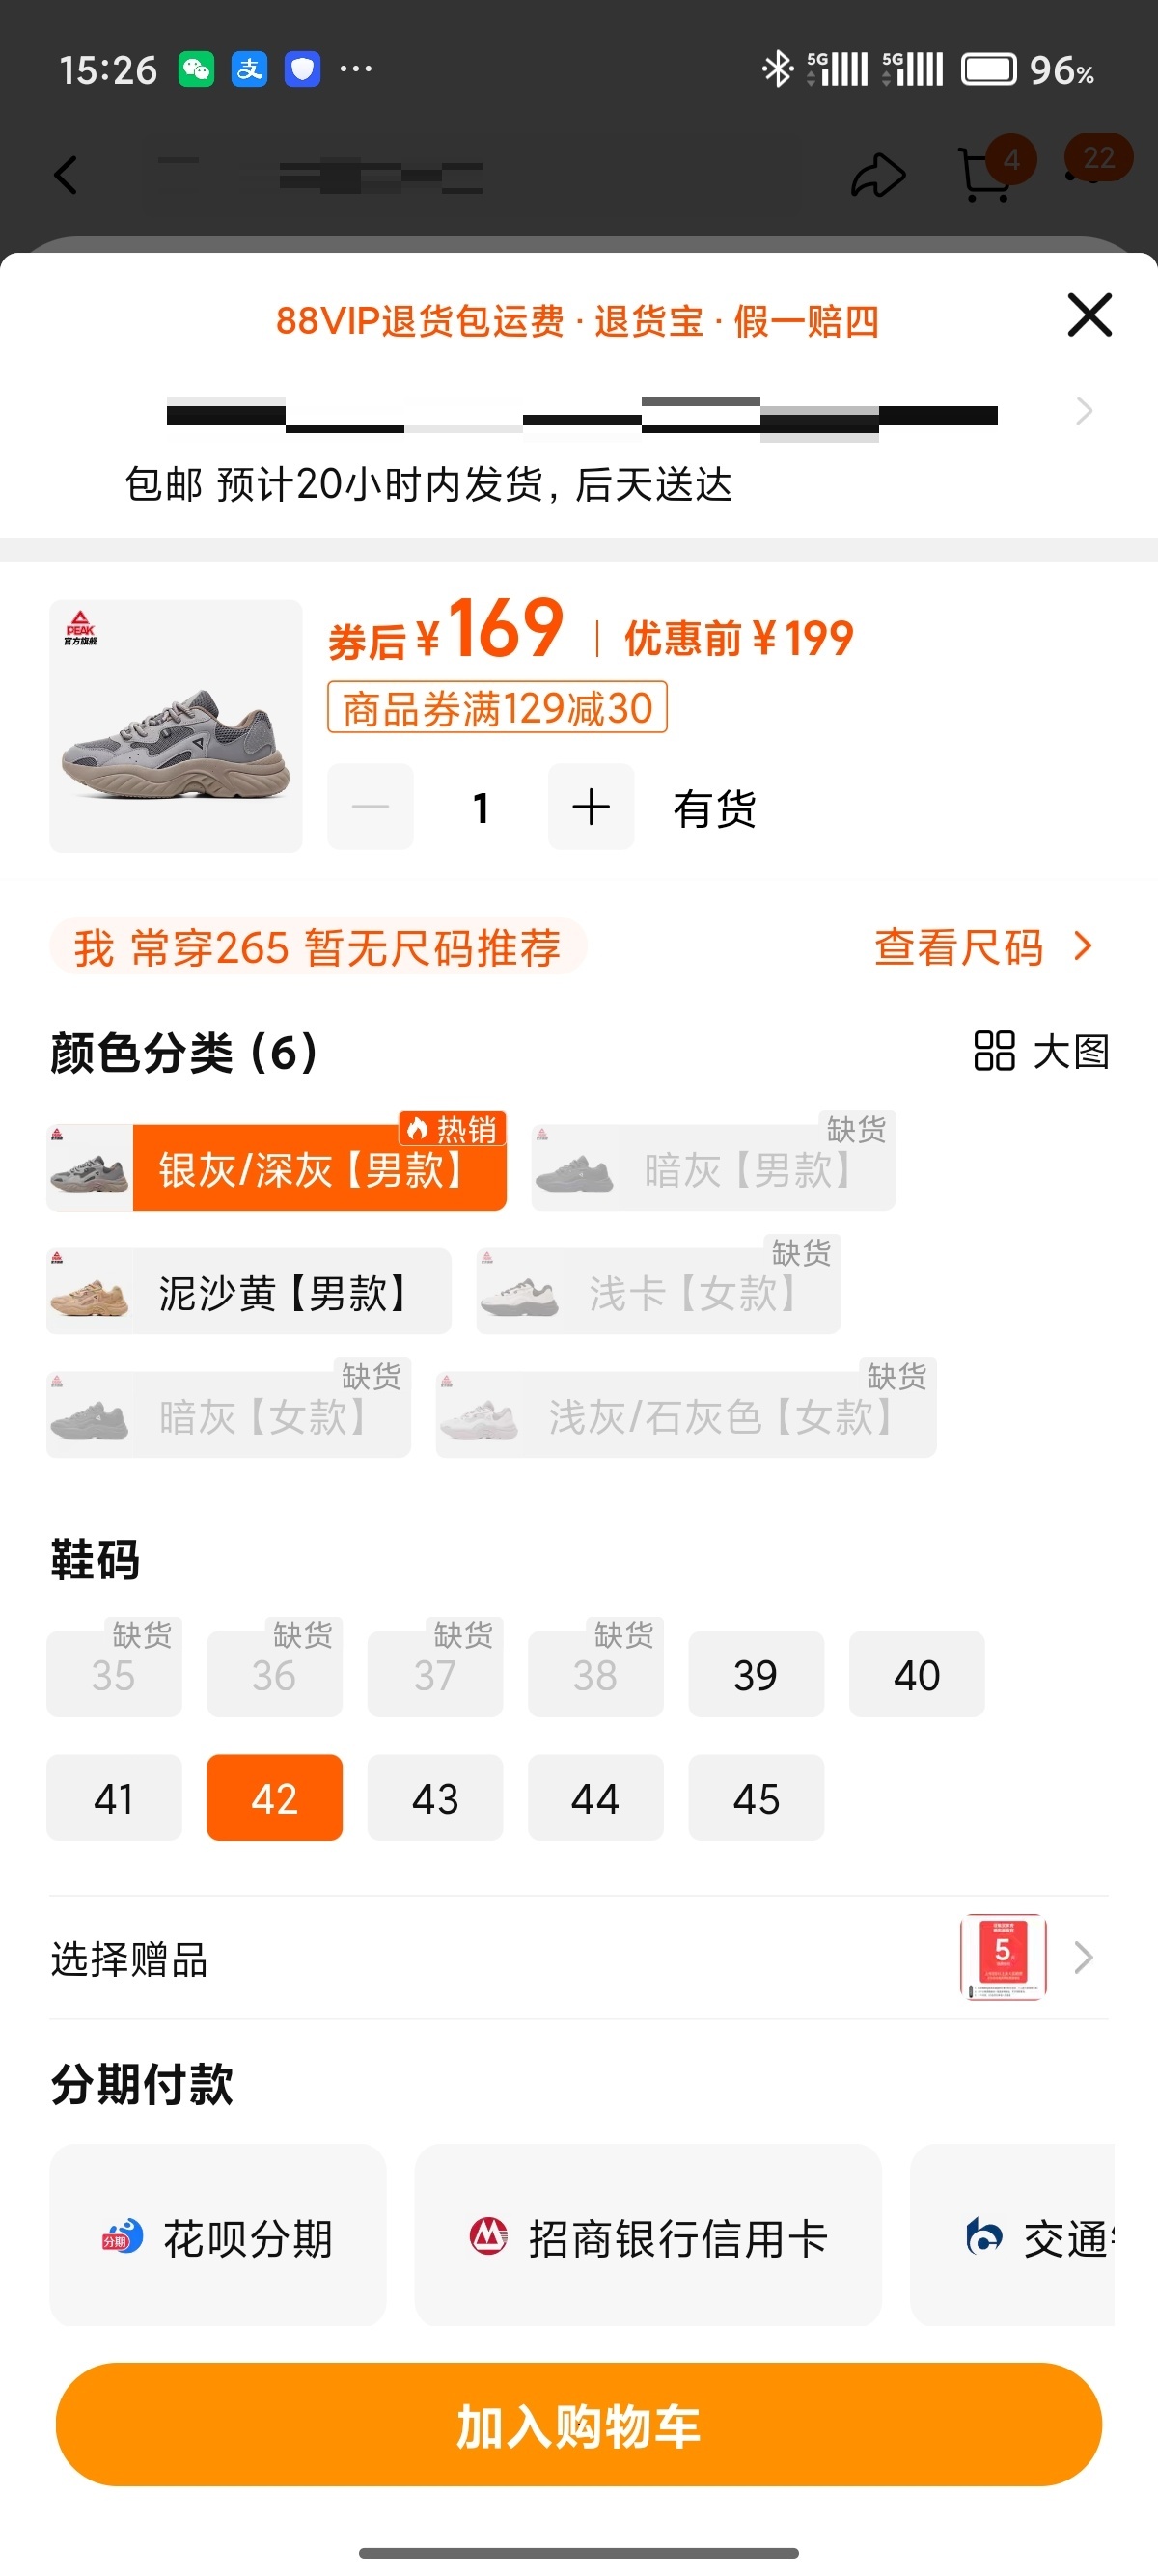 15:26 支 ··· 5G 5G 96%
4 22
88VIP退货包运费 · 退货宝 · 假一赔四
包邮 预计20小时内发货，后天送达
PEAK
官方旗舰
券后¥169 优惠前¥199
商品券满129减30
1 有货
我 常穿265 暂无尺码推荐 查看尺码
颜色分类 (6) 大图
热销 缺货
银灰/深灰【男款】 暗灰【男款】
缺货
泥沙黄【男款】 浅卡【女款】
缺货 缺货
暗灰【女款】 浅灰/石灰色【女款】
鞋码
缺货 缺货 缺货 缺货
35 36 37 38 39 40
41 42 43 44 45
选择赠品 5
分期付款
分期 花呗分期 招商银行信用卡 交通
加入购物车